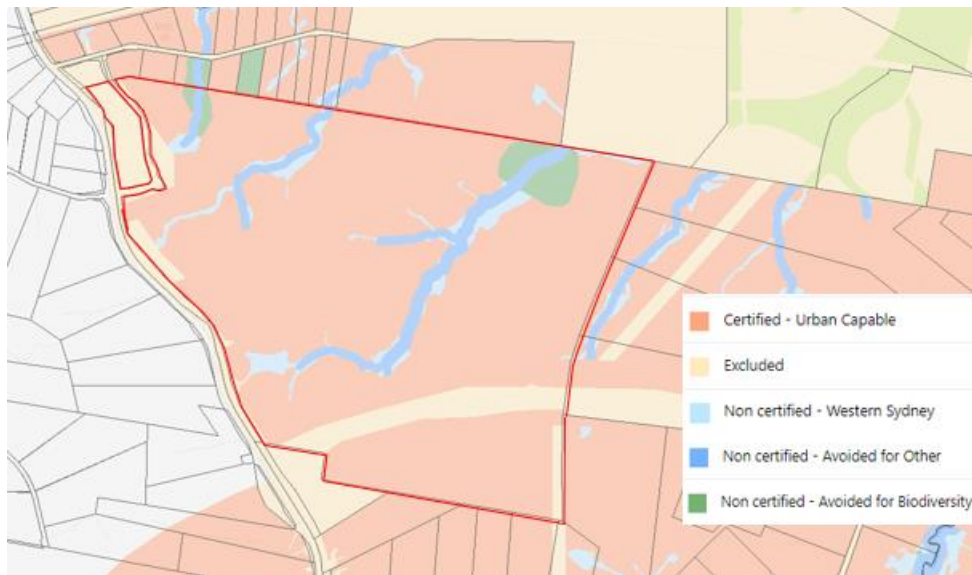 Certified - Urban Capable
Excluded
Non certified - Western Sydney
Non certified - Avoided for Other
Non certified - Avoided for Biodiversity